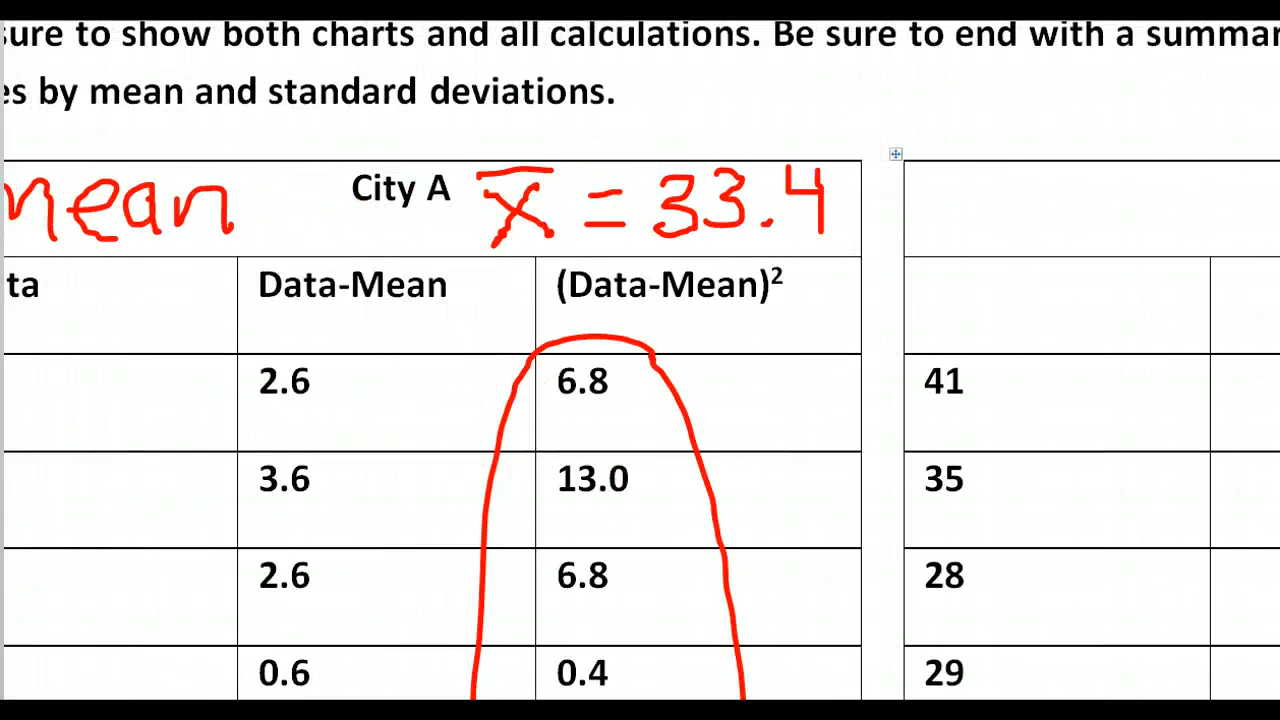 sure to show both charts and all calculations. Be sure to end with a summar
es by mean and standard deviations.
mean City A x̅ = 33.4
ta Data-Mean (Data-Mean)²
2.6 6.8 41
3.6 13.0 35
2.6 6.8 28
0.6 0.4 29